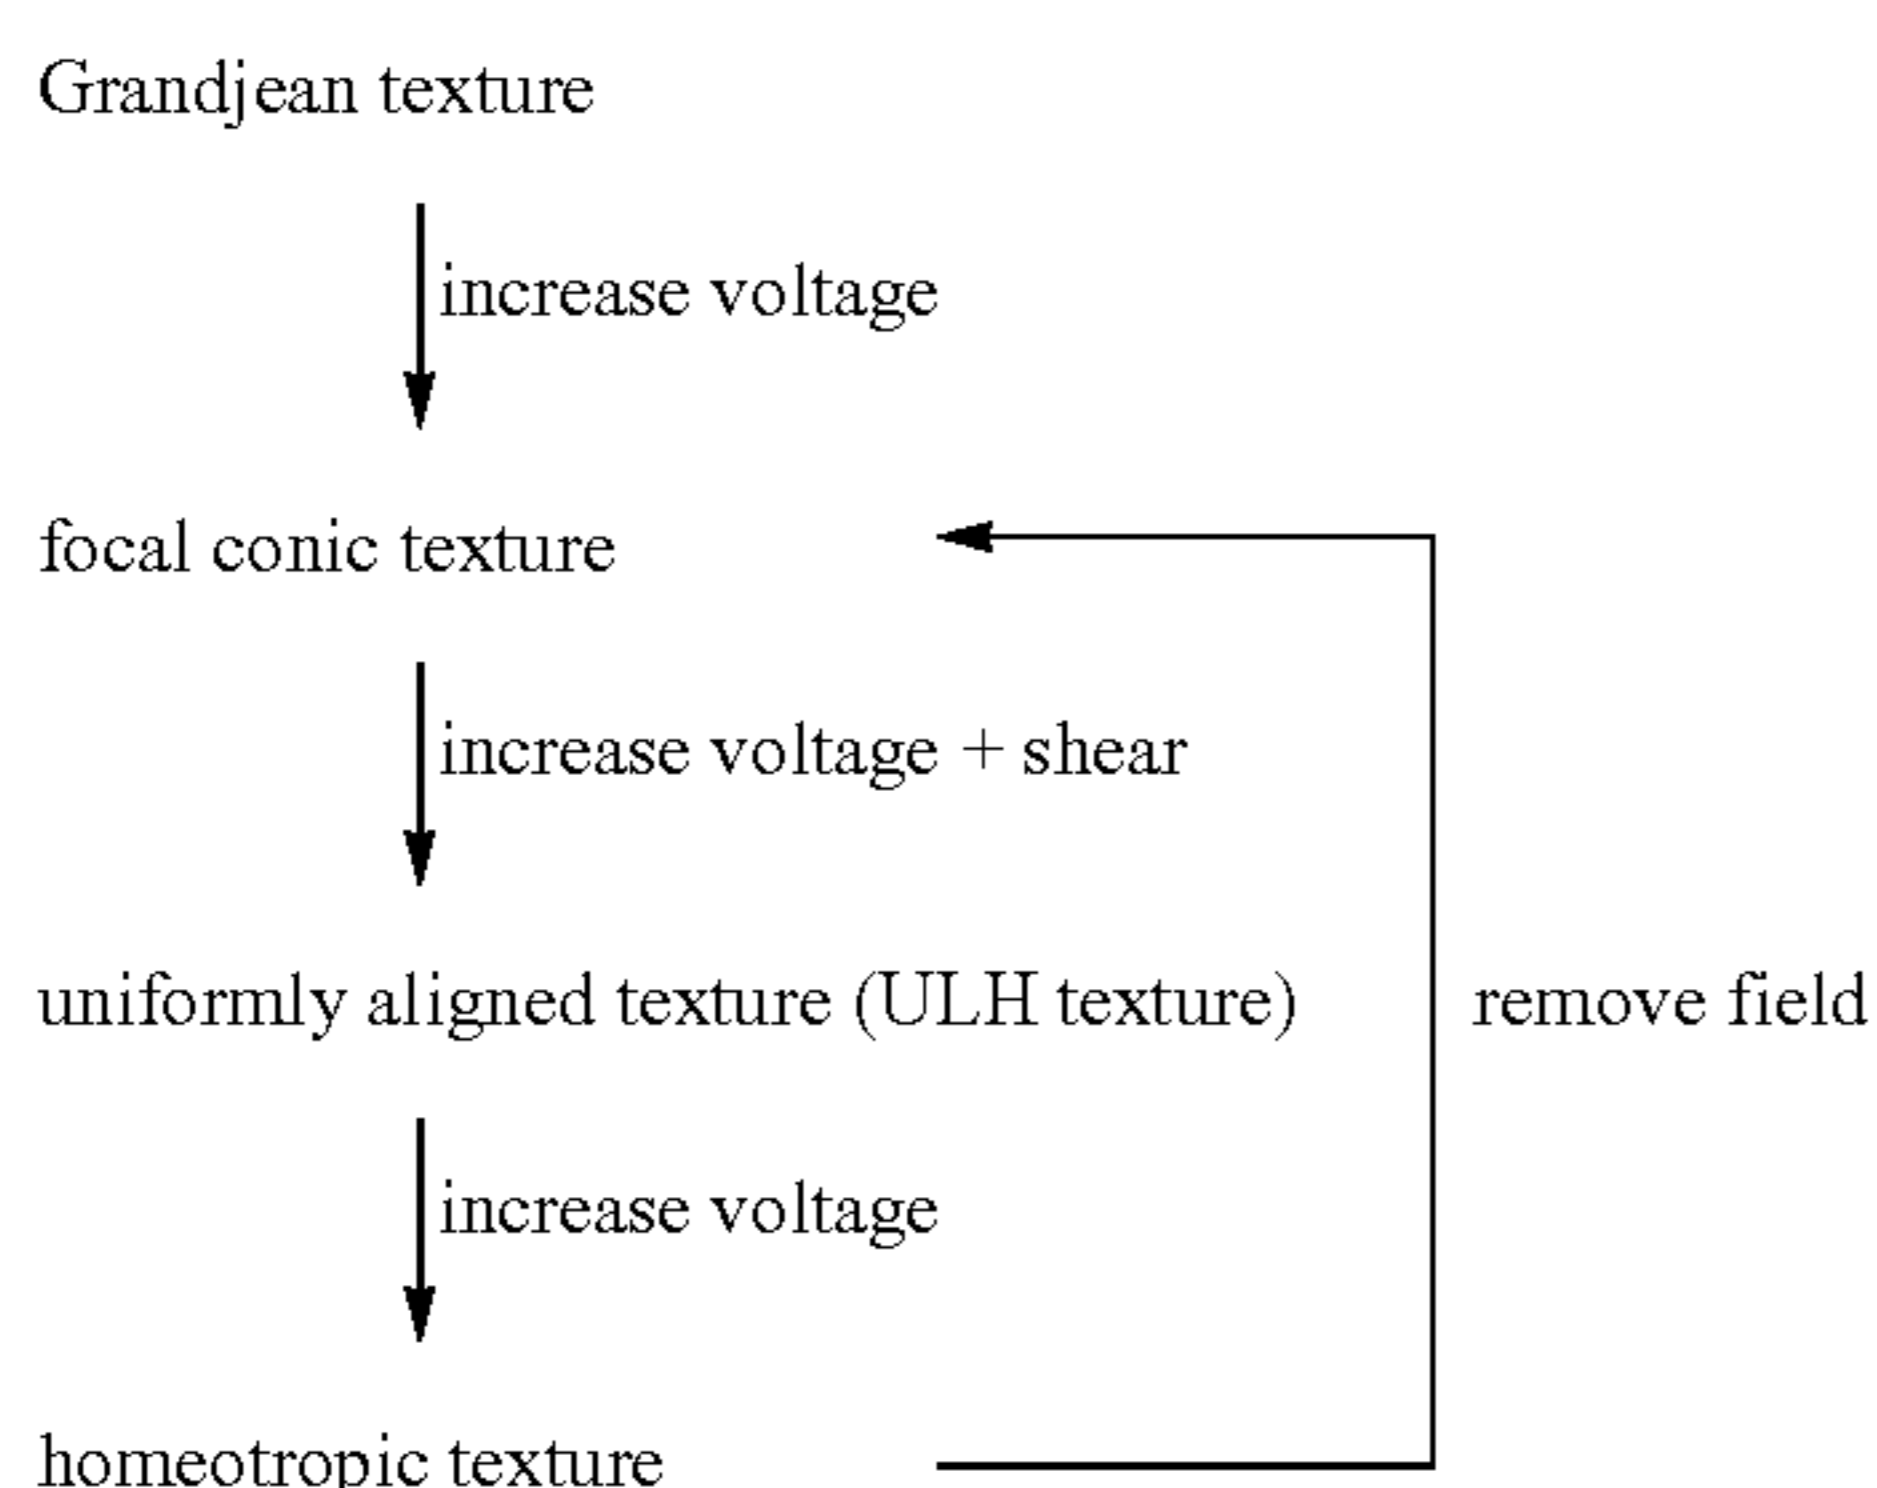 Grandjean texture
increase voltage
focal conic texture
increase voltage + shear
uniformly aligned texture (ULH texture)
remove field
increase voltage
homeotropic texture